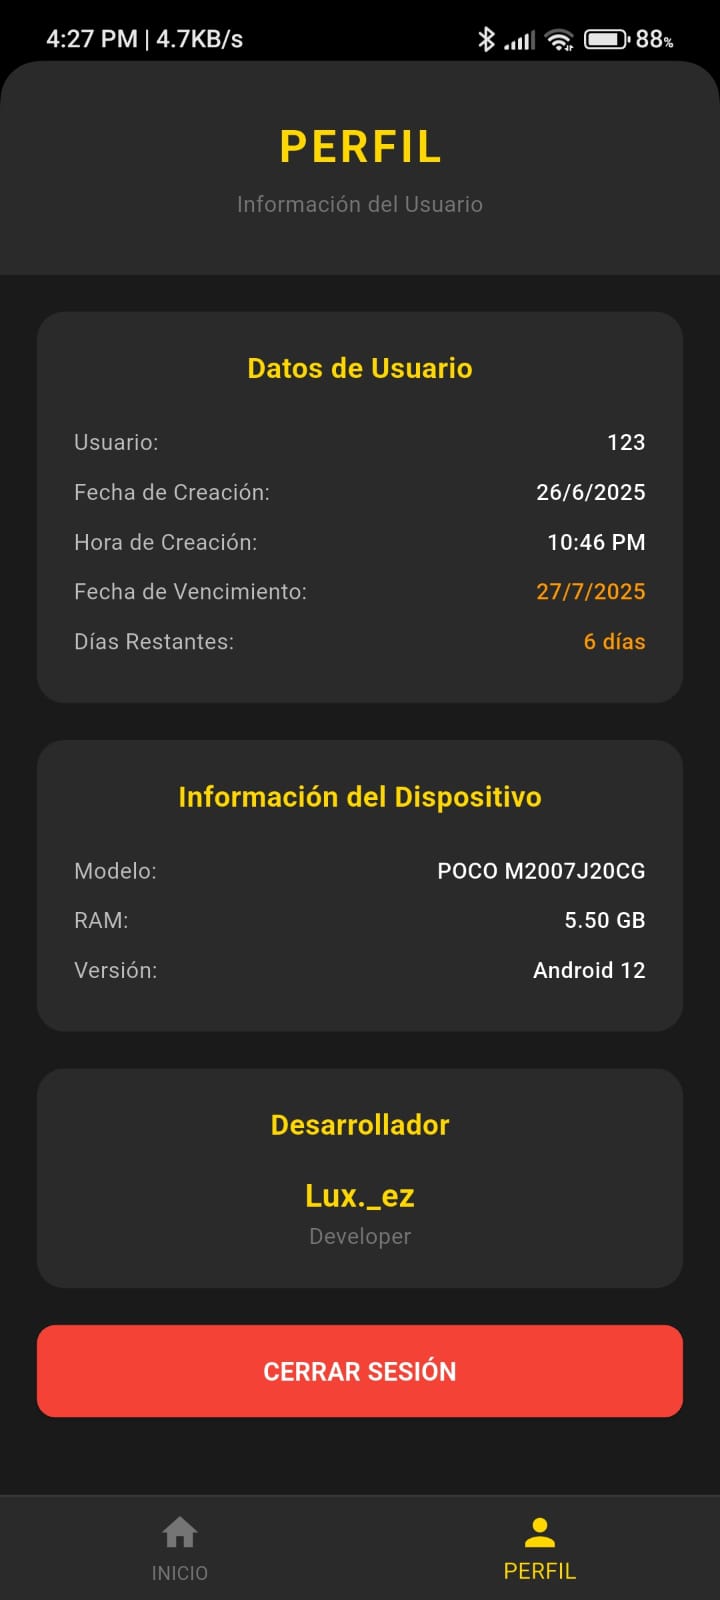 4:27 PM | 4.7KB/s 88%
PERFIL
Información del Usuario
Datos de Usuario
Usuario: 123
Fecha de Creación: 26/6/2025
Hora de Creación: 10:46 PM
Fecha de Vencimiento: 27/7/2025
Días Restantes: 6 días
Información del Dispositivo
Modelo: POCO M2007J20CG
RAM: 5.50 GB
Versión: Android 12
Desarrollador
Lux._ez
Developer
CERRAR SESIÓN
INICIO PERFIL